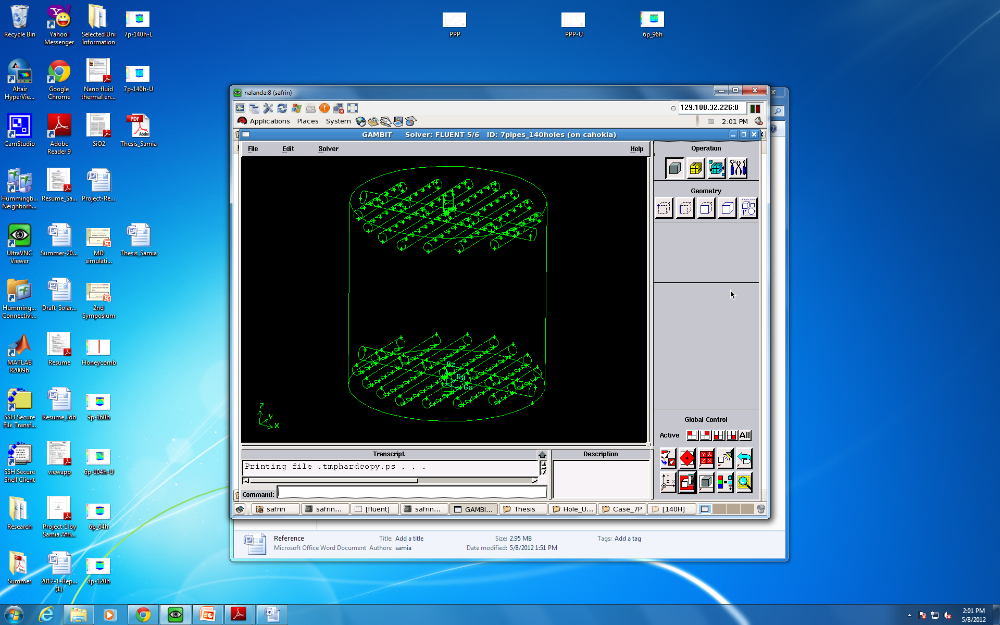 Recycle Bin
Yahoo!
Messenger
Selected Uni
Information
7p-140h-L
PPP
PPP-U
6p_96h
Altair
HyperVie...
Google
Chrome
Nano fluid
thermal en...
7p-140h-U
CamStudio
Adobe
Reader 9
SiO2
Thesis_Samia
Hummingb...
Neighborh...
Resume_Sa...
Project-Re...
UltraVNC
Viewer
Summer-20...
MD
simulati...
Thesis_Samia
Humming...
Connectivi...
Draft-Solar...
2nd
Symposium
MATLAB
R2009b
Resume
Honeycomb
SSH Secure
File Transf...
Resume_Job
9p-160h
SSH Secure
Shell Client
viewapp
6p-104h-U
Research
Project-1 by
Samia Afri...
6p_64h
Summer
2012-1-Rep...
(1)
8p-120h
nalanda:8 (safrin)
129.108.32.226:8
Applications Places System
2:01 PM
GAMBIT Solver: FLUENT 5/6 ID: 7pipes_140holes (on cahokia)
File Edit Solver Help
Operation
Geometry
Gz
Gy
Gx
Z
Y
X
Global Control
Active All
Transcript
Description
Printing file .tmphardcopy.ps . . .
Command:
safrin
safrin...
[fluent]
safrin...
GAMBI...
Thesis
Hole_U...
Case_7P
[140H]
Reference Title: Add a title Size: 2.95 MB Tags: Add a tag
Microsoft Office Word Document Authors: samia Date modified: 5/8/2012 1:51 PM
2:01 PM
5/8/2012